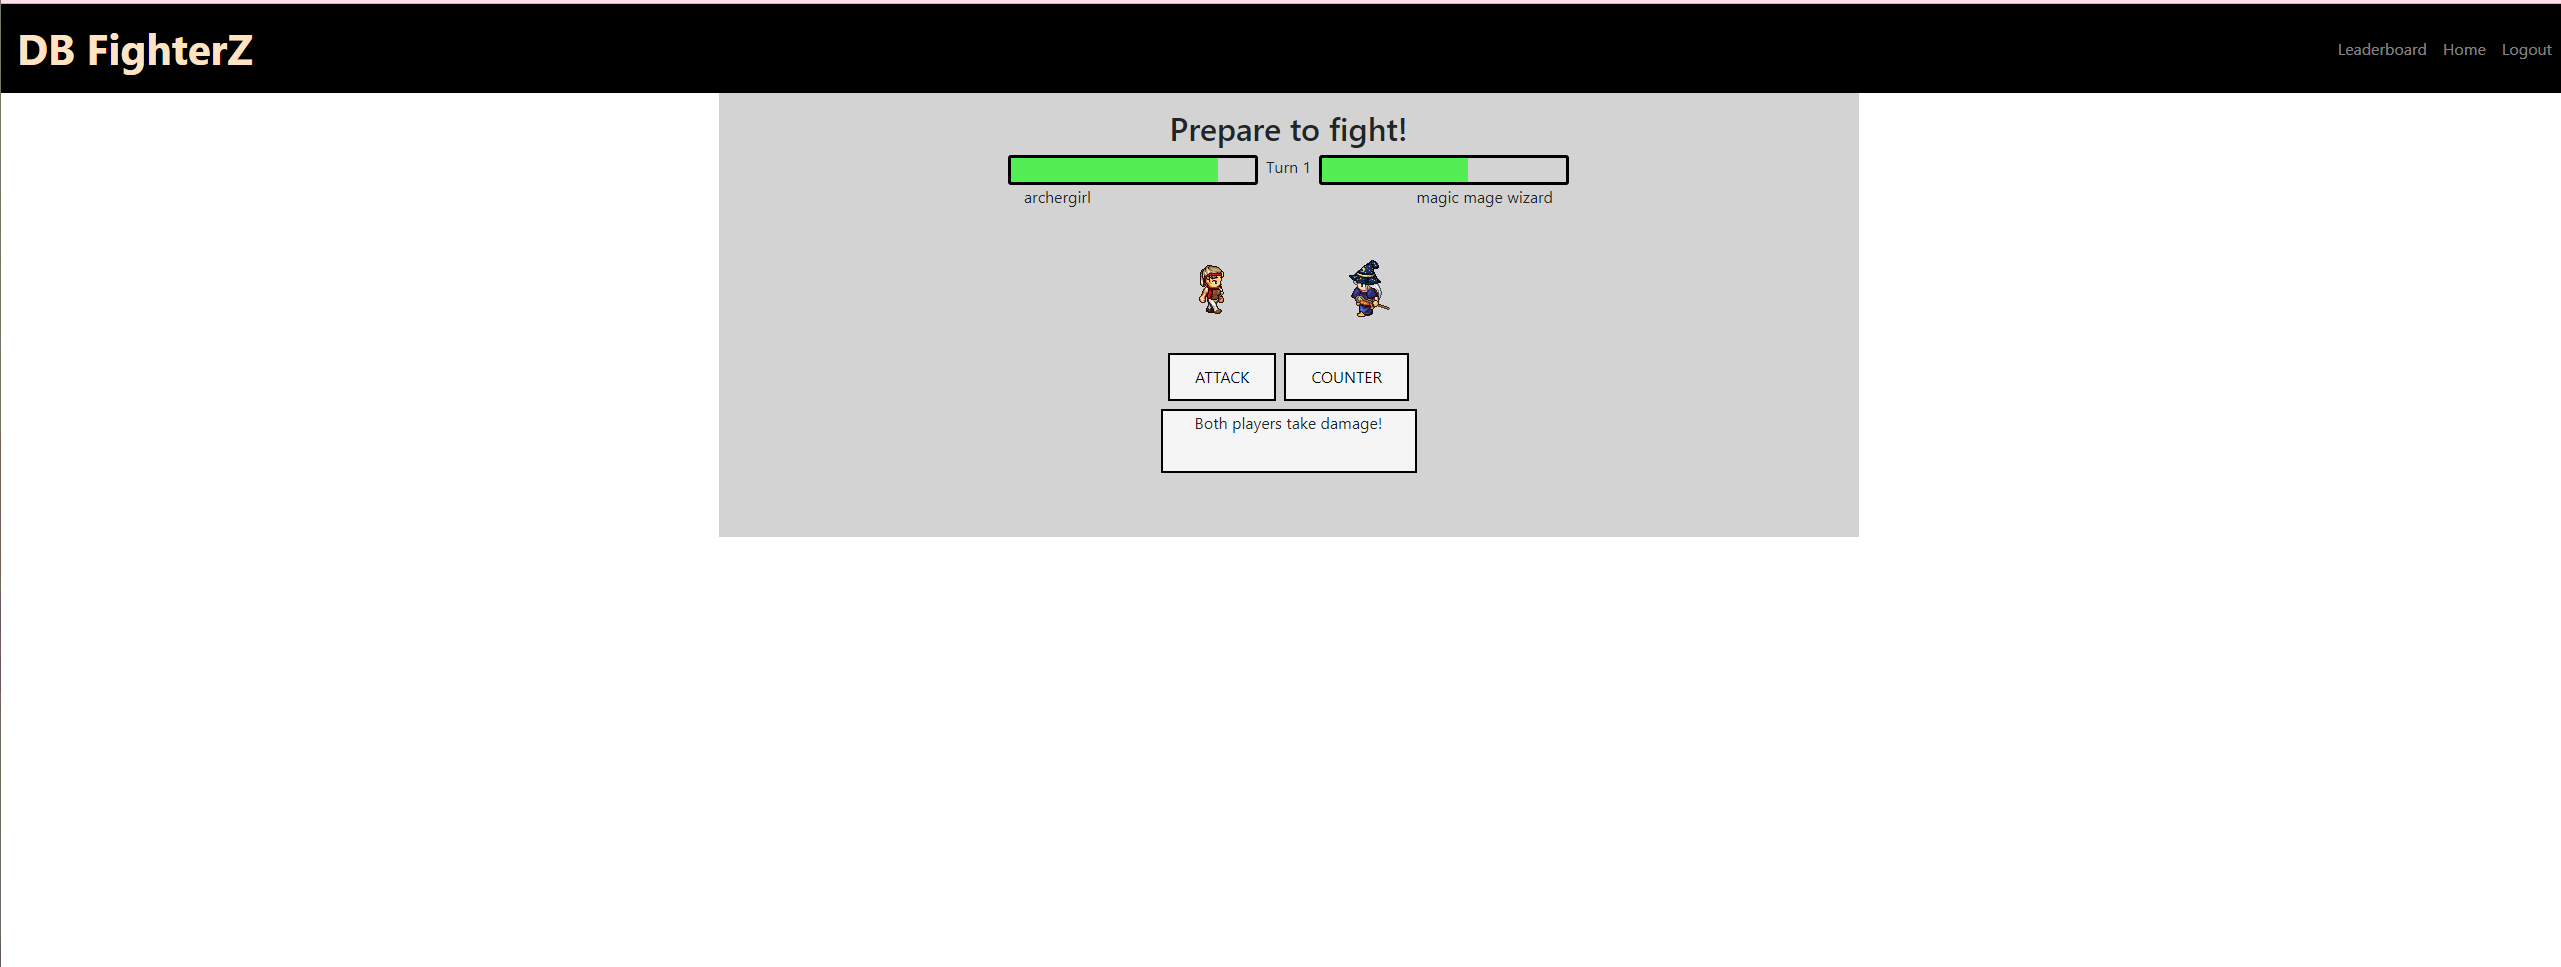 DB FighterZ
Leaderboard Home Logout
Prepare to fight!
Turn 1
archergirl
magic mage wizard
ATTACK
COUNTER
Both players take damage!